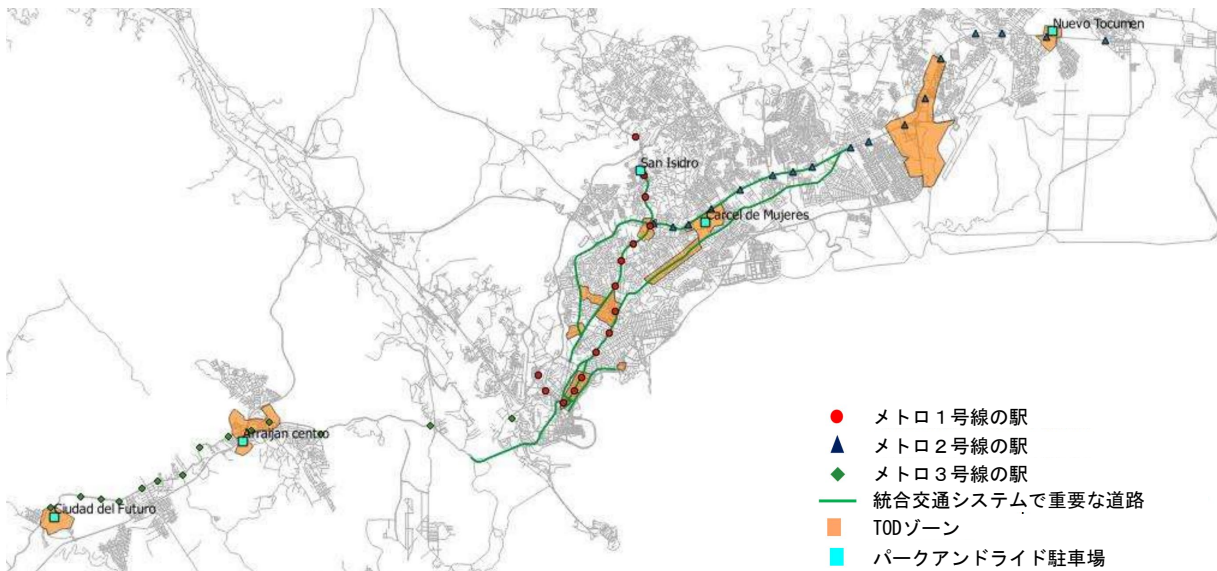 Nuevo Tocumen
San Isidro
Carcel de Mujeres
Arraijan centro
Ciudad del Futuro
メトロ１号線の駅
メトロ２号線の駅
メトロ３号線の駅
統合交通システムで重要な道路
TODゾーン
パークアンドライド駐車場